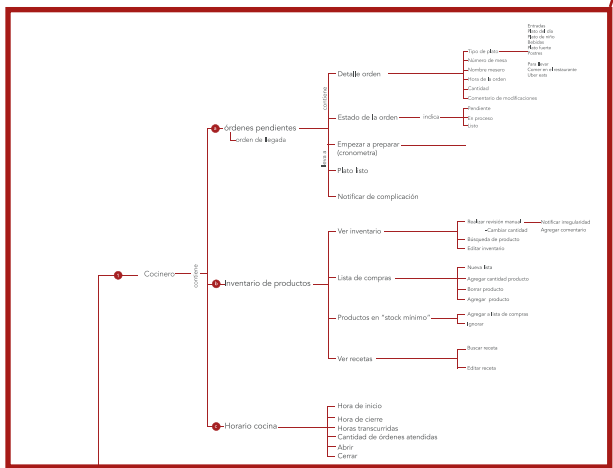 Entradas
Plato del día
Plato de niño
Bebidas
Plato fuerte
Postres
Para llevar
Comer en el restaurante
Uber eats
Tipo de plato
Número de mesa
Nombre mesero
Hora de la orden
Cantidad
Comentario de modificaciones
Detalle orden
contiene
Estado de la orden
indica
Pendiente
En proceso
Listo
órdenes pendientes
orden de llegada
lleva a
Empezar a preparar
(cronometra)
Plato listo
Notificar de complicación
Ver inventario
Realizar revisión manual
Notificar irregularidad
Cambiar cantidad
Agregar comentario
Búsqueda de producto
Editar inventario
1
Cocinero
contiene
Inventario de productos
Lista de compras
Nueva lista
Agregar cantidad producto
Borrar producto
Agregar producto
Productos en "stock mínimo"
Agregar a lista de compras
Ignorar
Ver recetas
Buscar receta
Editar receta
Horario cocina
Hora de inicio
Hora de cierre
Horas transcurridas
Cantidad de órdenes atendidas
Abrir
Cerrar